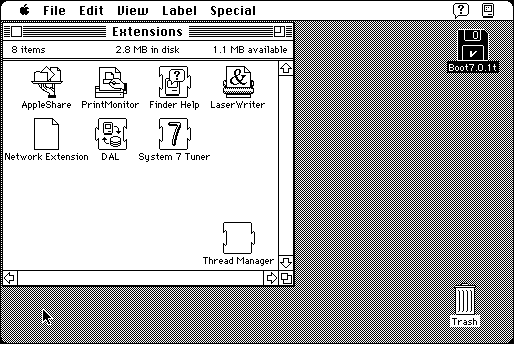 File Edit View Label Special
Extensions
8 items 2.8 MB in disk 1.1 MB available
AppleShare PrintMonitor Finder Help LaserWriter
Network Extension DAL System 7 Tuner
Thread Manager
Boot7.0.1†
Trash